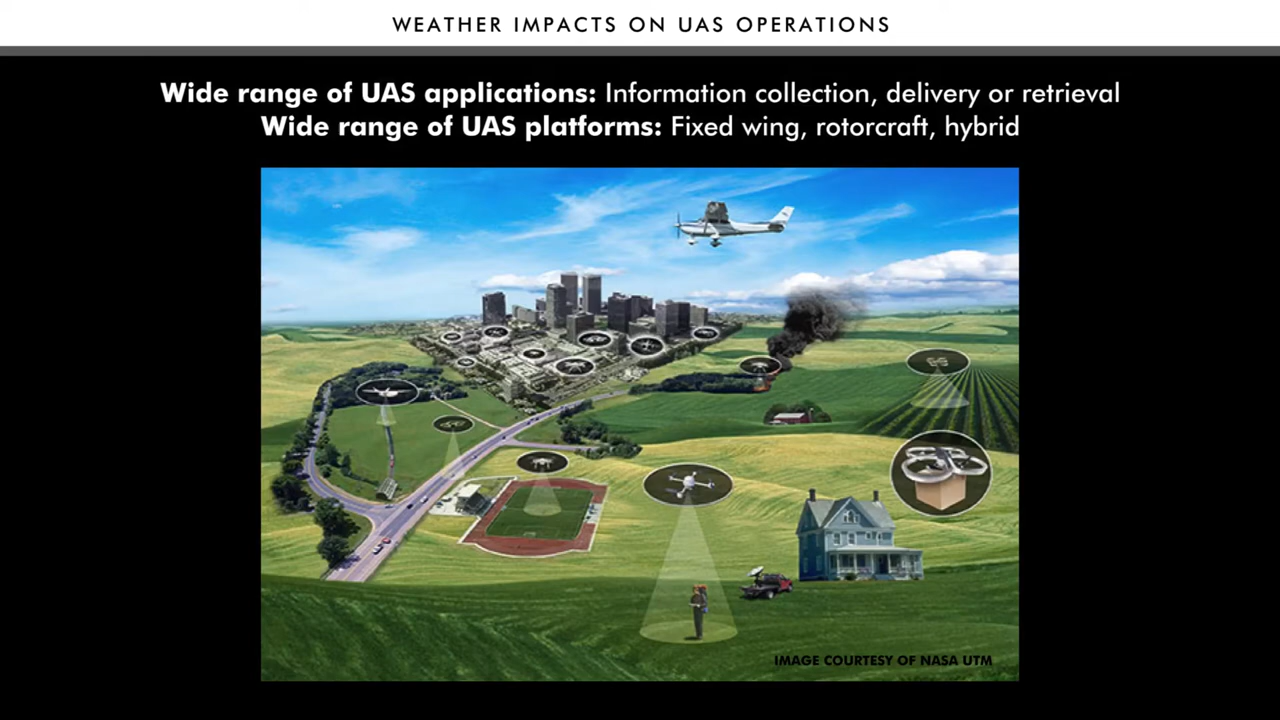 WEATHER IMPACTS ON UAS OPERATIONS
Wide range of UAS applications: Information collection, delivery or retrieval
Wide range of UAS platforms: Fixed wing, rotorcraft, hybrid
IMAGE COURTESY OF NASA UTM